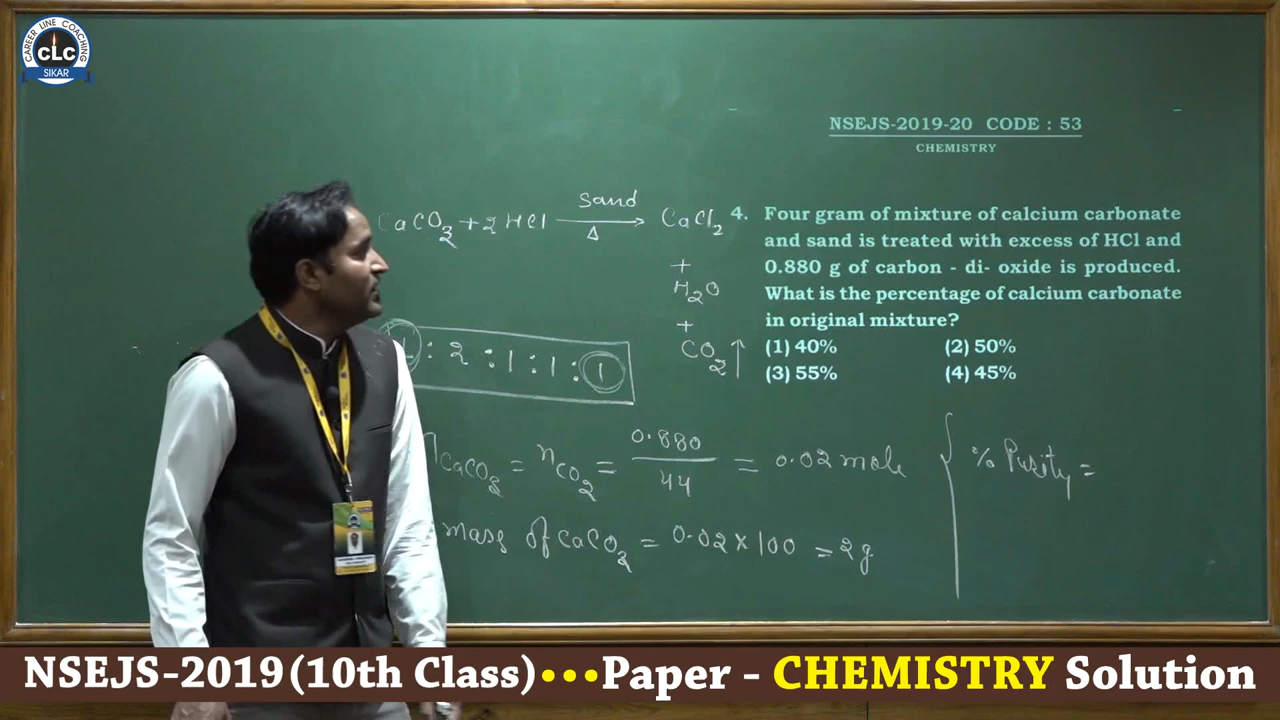 CAREER LINE COACHING
CLC
SIKAR
NSEJS-2019-20 CODE : 53
CHEMISTRY
4. Four gram of mixture of calcium carbonate
and sand is treated with excess of HCl and
0.880 g of carbon - di- oxide is produced.
What is the percentage of calcium carbonate
in original mixture?
(1) 40% (2) 50%
(3) 55% (4) 45%
Sand
CaCO₃ + 2HCl ⟶ CaCl₂
Δ
+
H₂O
+
CO₂ ↑
1 : 2 : 1 : 1 : 1
nCaCO₃ = nCO₂ = 0.880/44 = 0.02 mole
mass of CaCO₃ = 0.02 × 100 = 2g
% Purity =
NSEJS-2019(10th Class)•••Paper - CHEMISTRY Solution